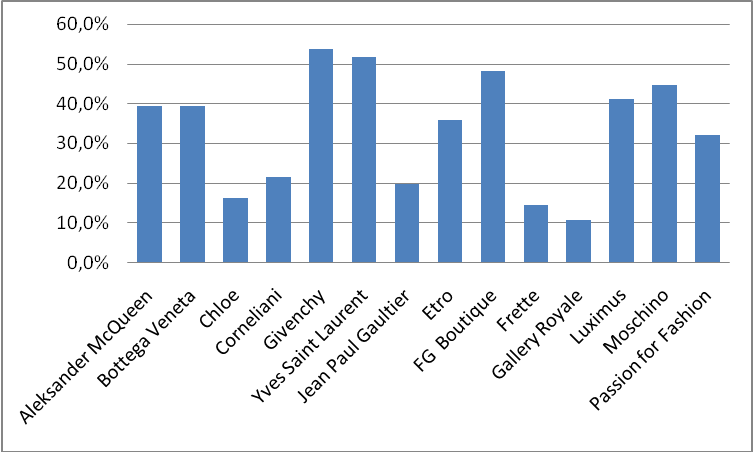 60,0%
50,0%
40,0%
30,0%
20,0%
10,0%
0,0%
Aleksander McQueen
Bottega Veneta
Chloe
Corneliani
Givenchy
Yves Saint Laurent
Jean Paul Gaultier
Etro
FG Boutique
Frette
Gallery Royale
Luximus
Moschino
Passion for Fashion